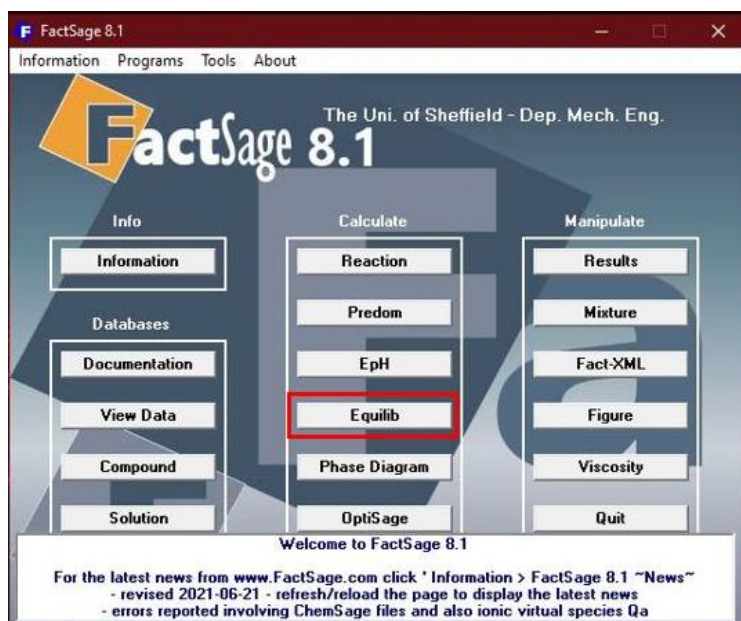 FactSage 8.1
Information Programs Tools About
FactSage 8.1
The Uni. of Sheffield - Dep. Mech. Eng.
Info
Information
Databases
Documentation
View Data
Compound
Solution
Calculate
Reaction
Predom
EpH
Equilib
Phase Diagram
OptiSage
Manipulate
Results
Mixture
Fact-XML
Figure
Viscosity
Quit
Welcome to FactSage 8.1
For the latest news from www.FactSage.com click ' Information > FactSage 8.1 ~News~
- revised 2021-06-21 - refresh/reload the page to display the latest news
- errors reported involving ChemSage files and also ionic virtual species Qa